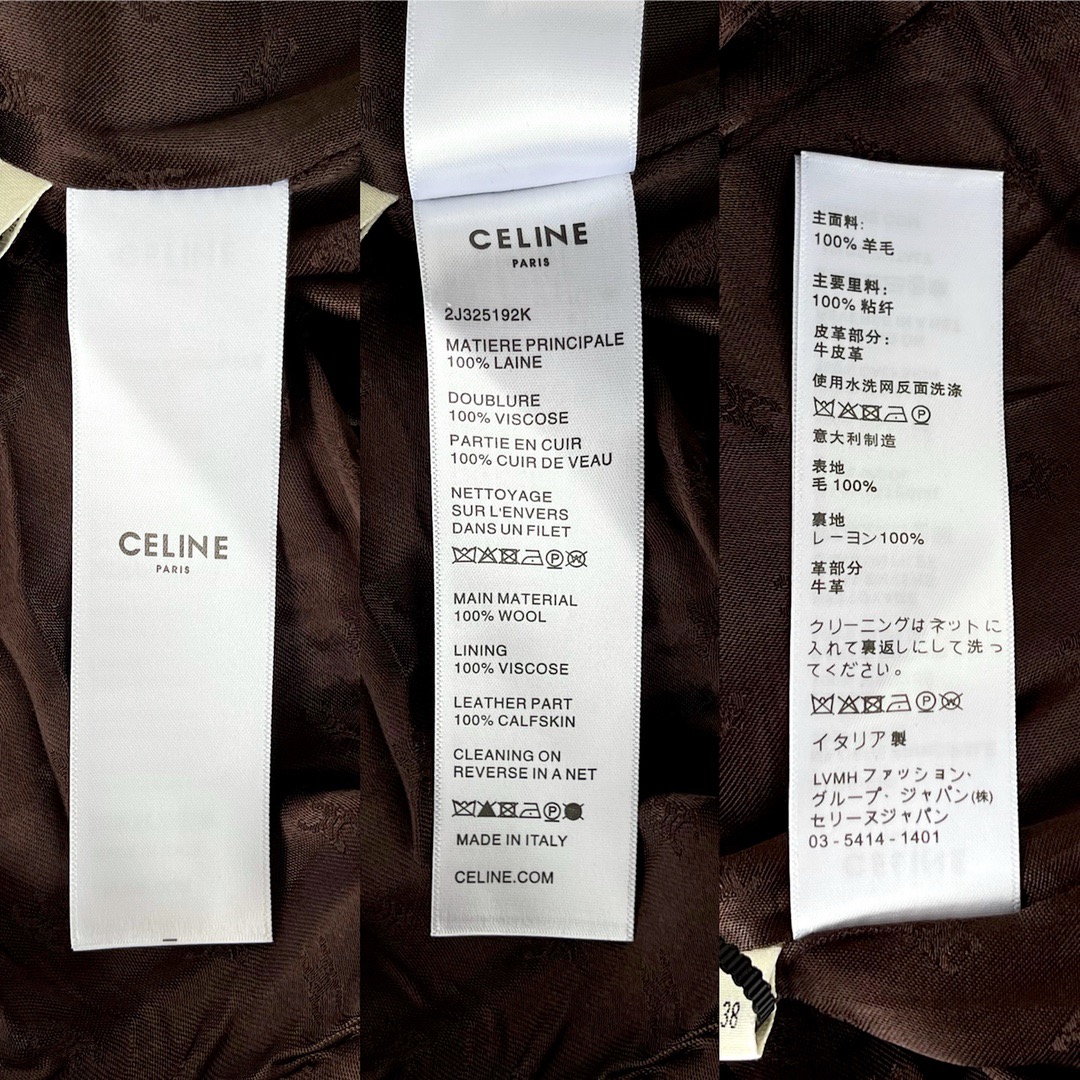 CELINE
PARIS
CELINE
PARIS
2J325192K
MATIERE PRINCIPALE
100% LAINE
DOUBLURE
100% VISCOSE
PARTIE EN CUIR
100% CUIR DE VEAU
NETTOYAGE
SUR L'ENVERS
DANS UN FILET
MAIN MATERIAL
100% WOOL
LINING
100% VISCOSE
LEATHER PART
100% CALFSKIN
CLEANING ON
REVERSE IN A NET
MADE IN ITALY
CELINE.COM
主面料:
100% 羊毛
主要里料:
100% 粘纤
皮革部分:
牛皮革
使用水洗网反面洗涤
意大利制造
表地
毛 100%
裏地
レーヨン100%
革部分
牛革
クリーニングはネットに
入れて裏返しにして洗っ
てください。
イタリア製
LVMH ファッション·
グループ· ジャパン(株)
セリーヌジャパン
03 - 5414 - 1401
38